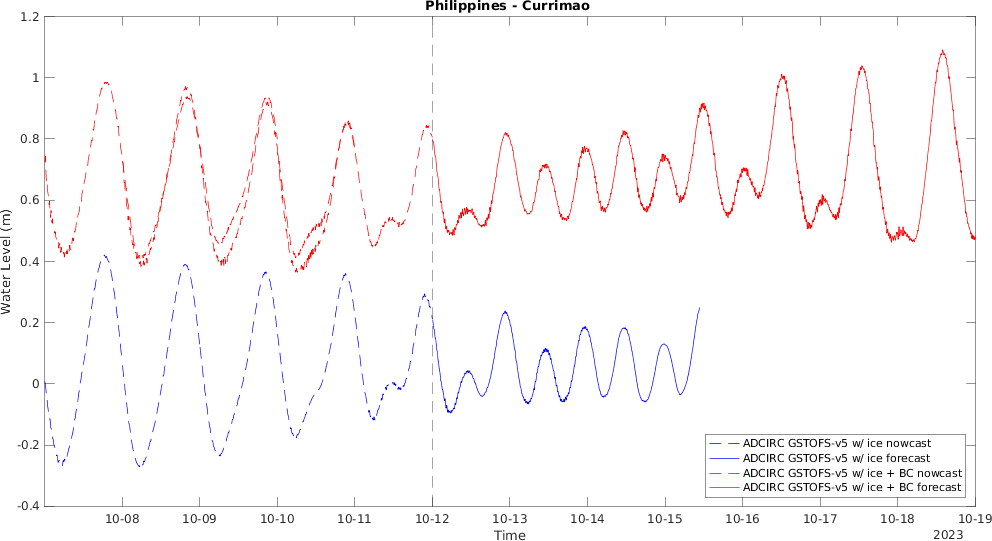 Philippines - Currimao
1.2
1
0.8
0.6
0.4
0.2
0
-0.2
-0.4
Water Level (m)
10-08 10-09 10-10 10-11 10-12 10-13 10-14 10-15 10-16 10-17 10-18 10-19
Time
2023
ADCIRC GSTOFS-v5 w/ ice nowcast
ADCIRC GSTOFS-v5 w/ ice forecast
ADCIRC GSTOFS-v5 w/ ice + BC nowcast
ADCIRC GSTOFS-v5 w/ ice + BC forecast